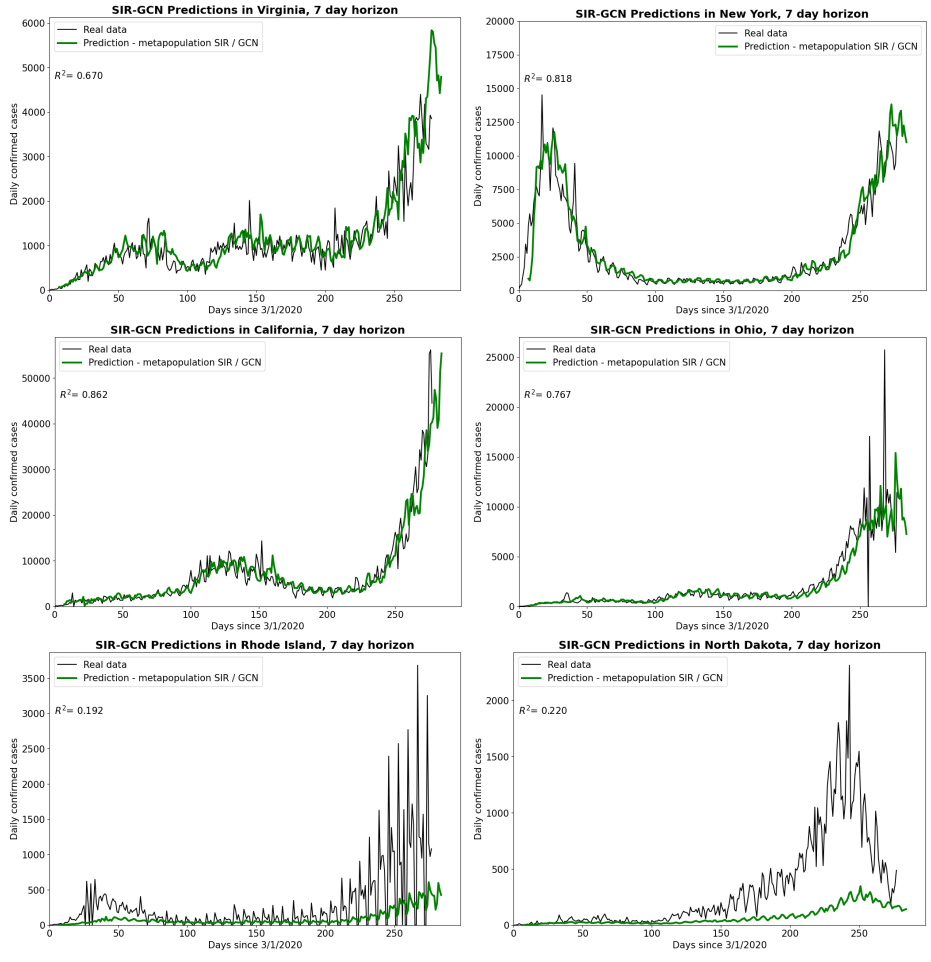 SIR-GCN Predictions in Virginia, 7 day horizon
Real data
Prediction - metapopulation SIR / GCN
R²= 0.670
Daily confirmed cases
6000
5000
4000
3000
2000
1000
0
0 50 100 150 200 250
Days since 3/1/2020
SIR-GCN Predictions in New York, 7 day horizon
Real data
Prediction - metapopulation SIR / GCN
R²= 0.818
Daily confirmed cases
20000
17500
15000
12500
10000
7500
5000
2500
0
0 50 100 150 200 250
Days since 3/1/2020
SIR-GCN Predictions in California, 7 day horizon
Real data
Prediction - metapopulation SIR / GCN
R²= 0.862
Daily confirmed cases
50000
40000
30000
20000
10000
0
0 50 100 150 200 250
Days since 3/1/2020
SIR-GCN Predictions in Ohio, 7 day horizon
Real data
Prediction - metapopulation SIR / GCN
R²= 0.767
Daily confirmed cases
25000
20000
15000
10000
5000
0
0 50 100 150 200 250
Days since 3/1/2020
SIR-GCN Predictions in Rhode Island, 7 day horizon
Real data
Prediction - metapopulation SIR / GCN
R²= 0.192
Daily confirmed cases
3500
3000
2500
2000
1500
1000
500
0
0 50 100 150 200 250
Days since 3/1/2020
SIR-GCN Predictions in North Dakota, 7 day horizon
Real data
Prediction - metapopulation SIR / GCN
R²= 0.220
Daily confirmed cases
2000
1500
1000
500
0
0 50 100 150 200 250
Days since 3/1/2020